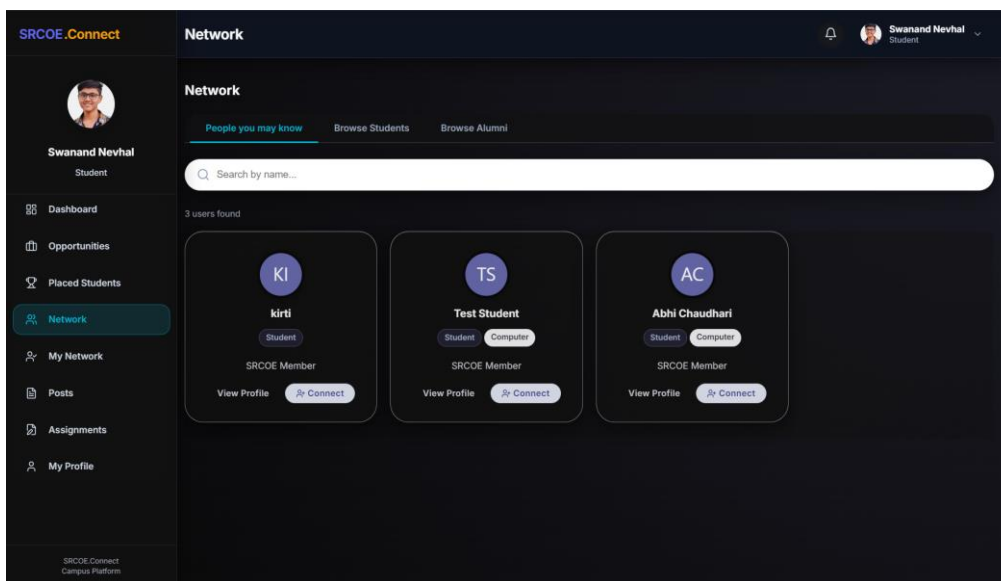 SRCOE.Connect
Swanand Nevhal
Student
Dashboard
Opportunities
Placed Students
Network
My Network
Posts
Assignments
My Profile
SRCOE.Connect
Campus Platform
Network
Swanand Nevhal
Student
Network
People you may know Browse Students Browse Alumni
Search by name...
3 users found
KI
kirti
Student
SRCOE Member
View Profile Connect
TS
Test Student
Student Computer
SRCOE Member
View Profile Connect
AC
Abhi Chaudhari
Student Computer
SRCOE Member
View Profile Connect